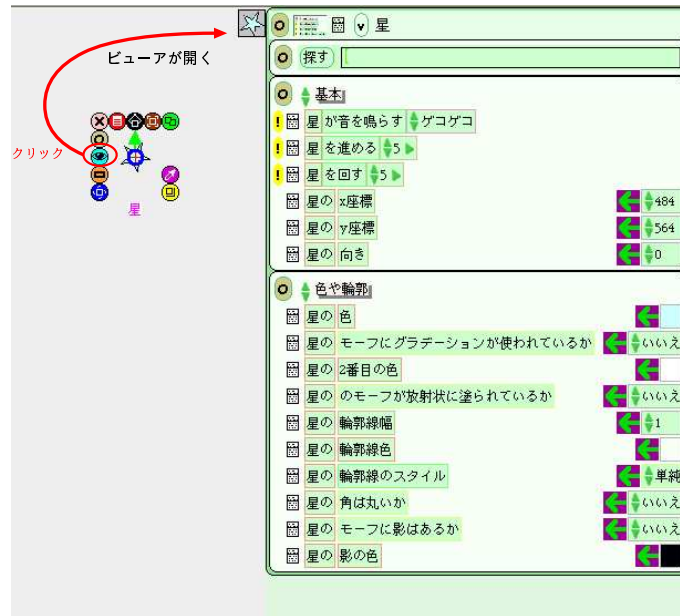 星
ビューアが開く
探す
クリック
星
基本
! 星 が音を鳴らす ゲコゲコ
! 星 を進める 5
! 星 を回す 5
星の x座標 484
星の y座標 564
星の 向き 0
色や輪郭
星の 色
星の モーフにグラデーションが使われているか いいえ
星の 2番目の色
星の のモーフが放射状に塗られているか いいえ
星の 輪郭線幅 1
星の 輪郭線色
星の 輪郭線のスタイル 単純
星の 角は丸いか いいえ
星の モーフに影はあるか いいえ
星の 影の色